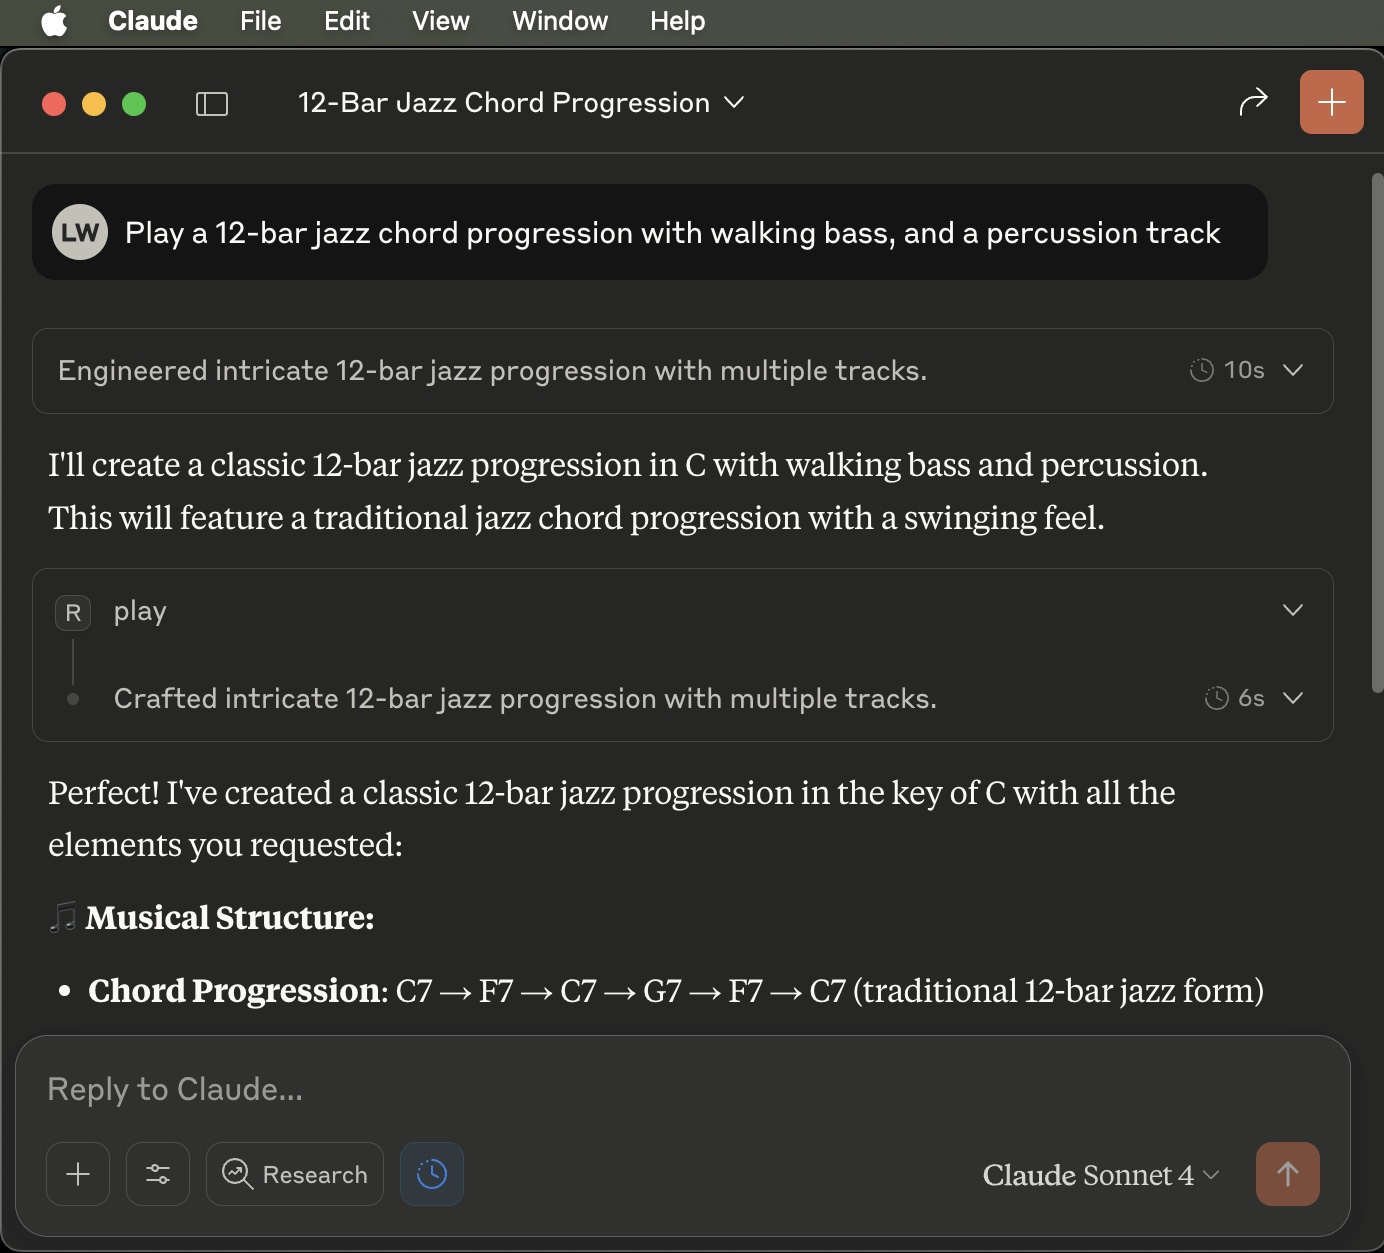 Claude File Edit View Window Help
12-Bar Jazz Chord Progression
LW Play a 12-bar jazz chord progression with walking bass, and a percussion track
Engineered intricate 12-bar jazz progression with multiple tracks. 10s
I'll create a classic 12-bar jazz progression in C with walking bass and percussion.
This will feature a traditional jazz chord progression with a swinging feel.
R play
Crafted intricate 12-bar jazz progression with multiple tracks. 6s
Perfect! I've created a classic 12-bar jazz progression in the key of C with all the
elements you requested:
🎵 Musical Structure:
• Chord Progression: C7 → F7 → C7 → G7 → F7 → C7 (traditional 12-bar jazz form)
Reply to Claude...
Research Claude Sonnet 4